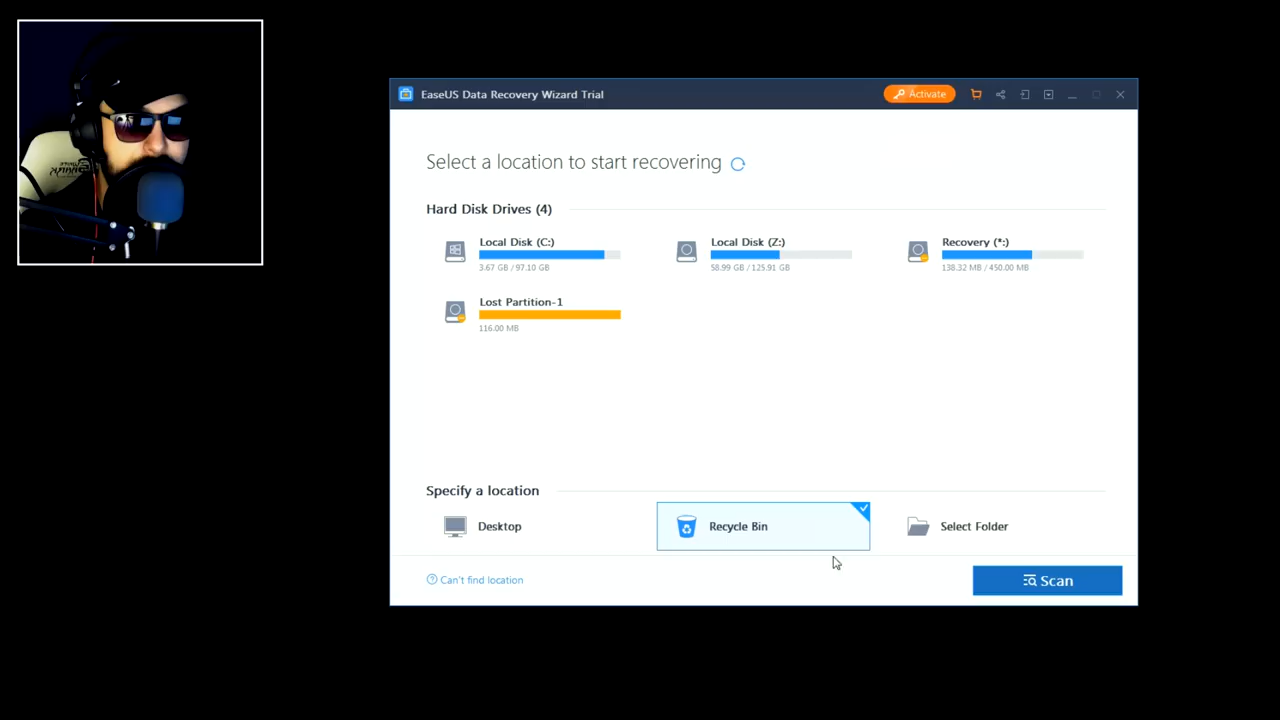 EaseUS Data Recovery Wizard Trial
Activate
Select a location to start recovering
Hard Disk Drives (4)
Local Disk (C:)
3.67 GB / 97.10 GB
Local Disk (Z:)
58.99 GB / 125.91 GB
Recovery (*:)
138.32 MB / 450.00 MB
Lost Partition-1
116.00 MB
Specify a location
Desktop
Recycle Bin
Select Folder
Can't find location
Scan